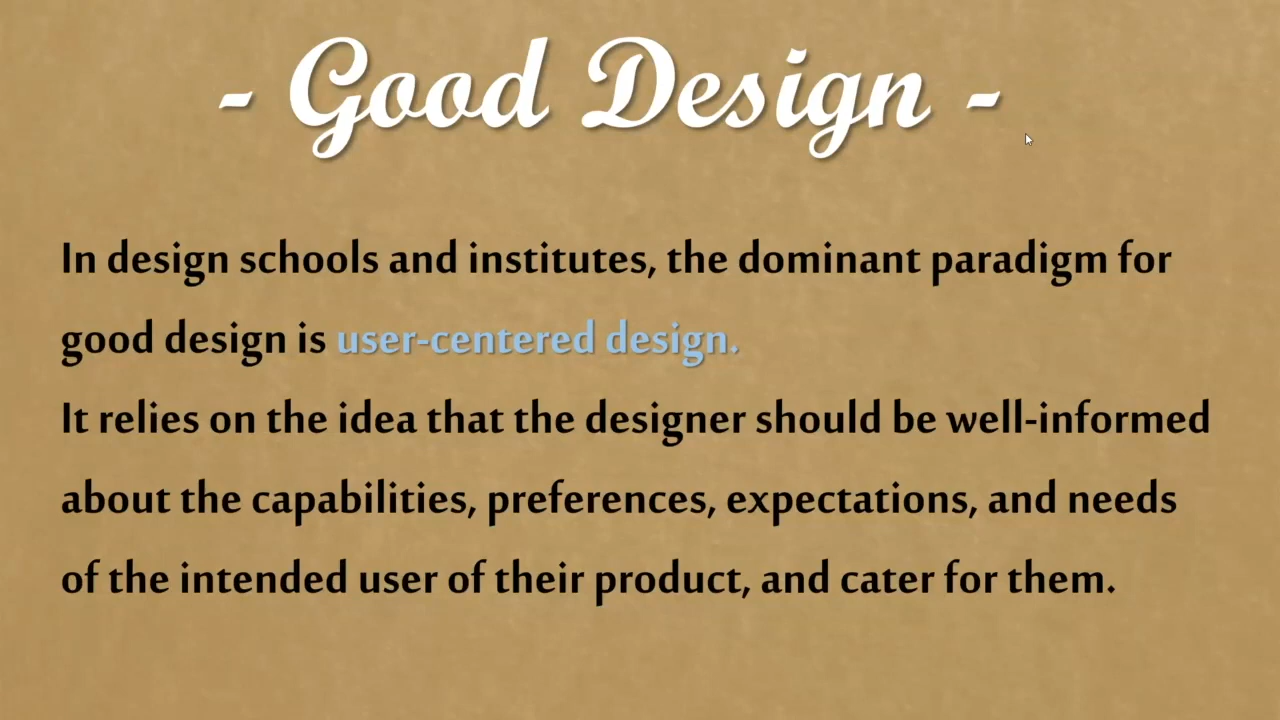 - Good Design -
In design schools and institutes, the dominant paradigm for
good design is user-centered design.
It relies on the idea that the designer should be well-informed
about the capabilities, preferences, expectations, and needs
of the intended user of their product, and cater for them.